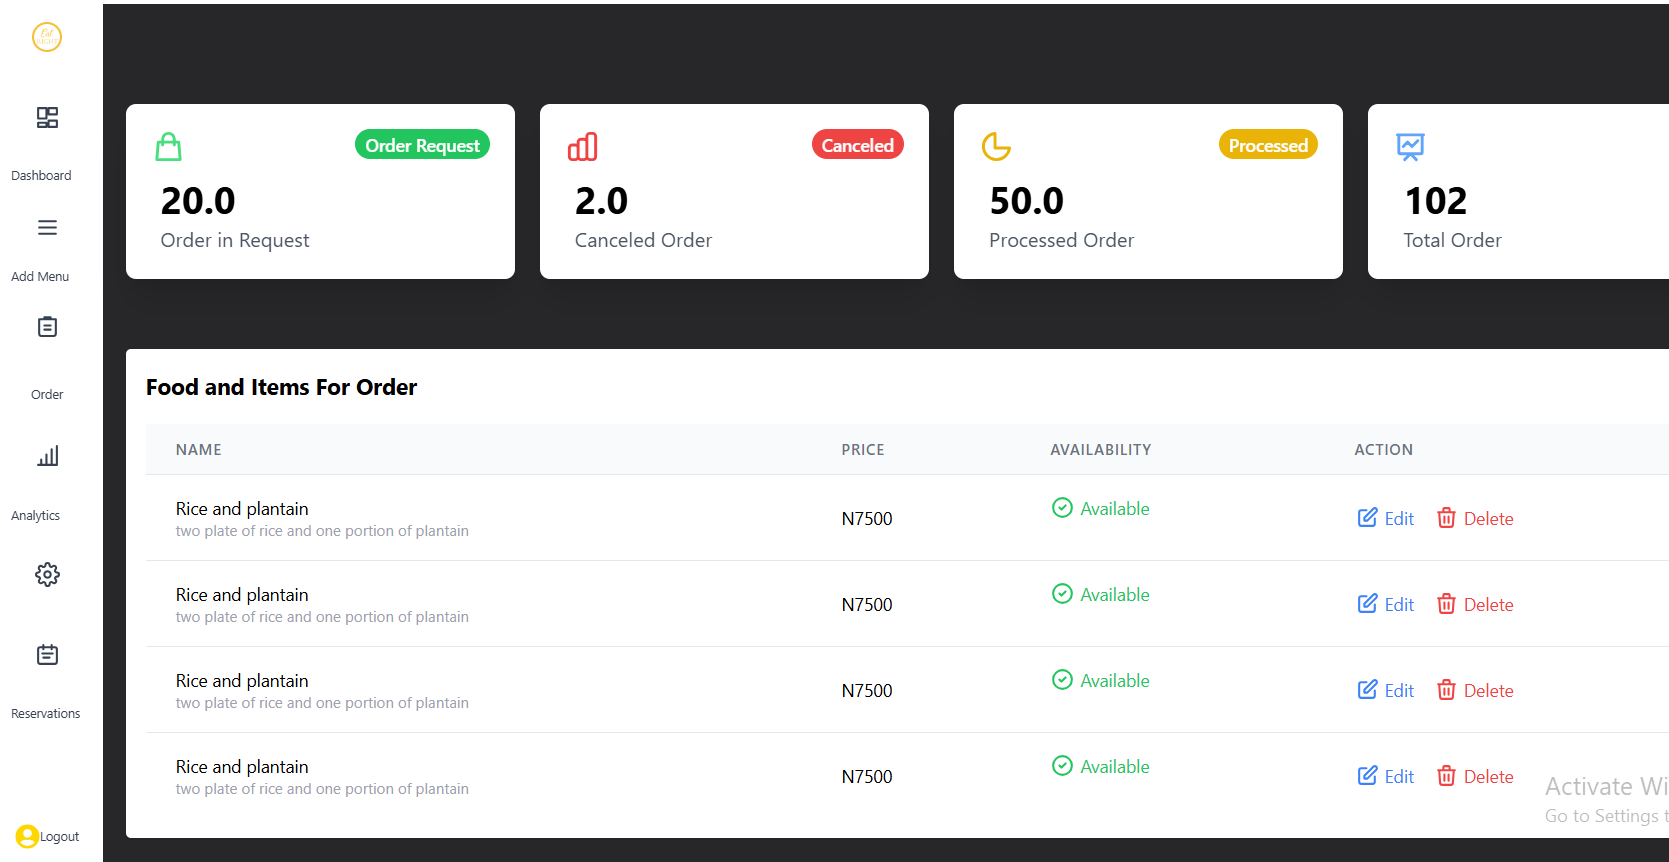 Dashboard
Add Menu
Order
Analytics
Reservations
Logout
Order Request
20.0
Order in Request
Canceled
2.0
Canceled Order
Processed
50.0
Processed Order
102
Total Order
Food and Items For Order
NAME PRICE AVAILABILITY ACTION
Rice and plantain
two plate of rice and one portion of plantain
N7500
Available
Edit Delete
Rice and plantain
two plate of rice and one portion of plantain
N7500
Available
Edit Delete
Rice and plantain
two plate of rice and one portion of plantain
N7500
Available
Edit Delete
Rice and plantain
two plate of rice and one portion of plantain
N7500
Available
Edit Delete
Activate Wi
Go to Settings t